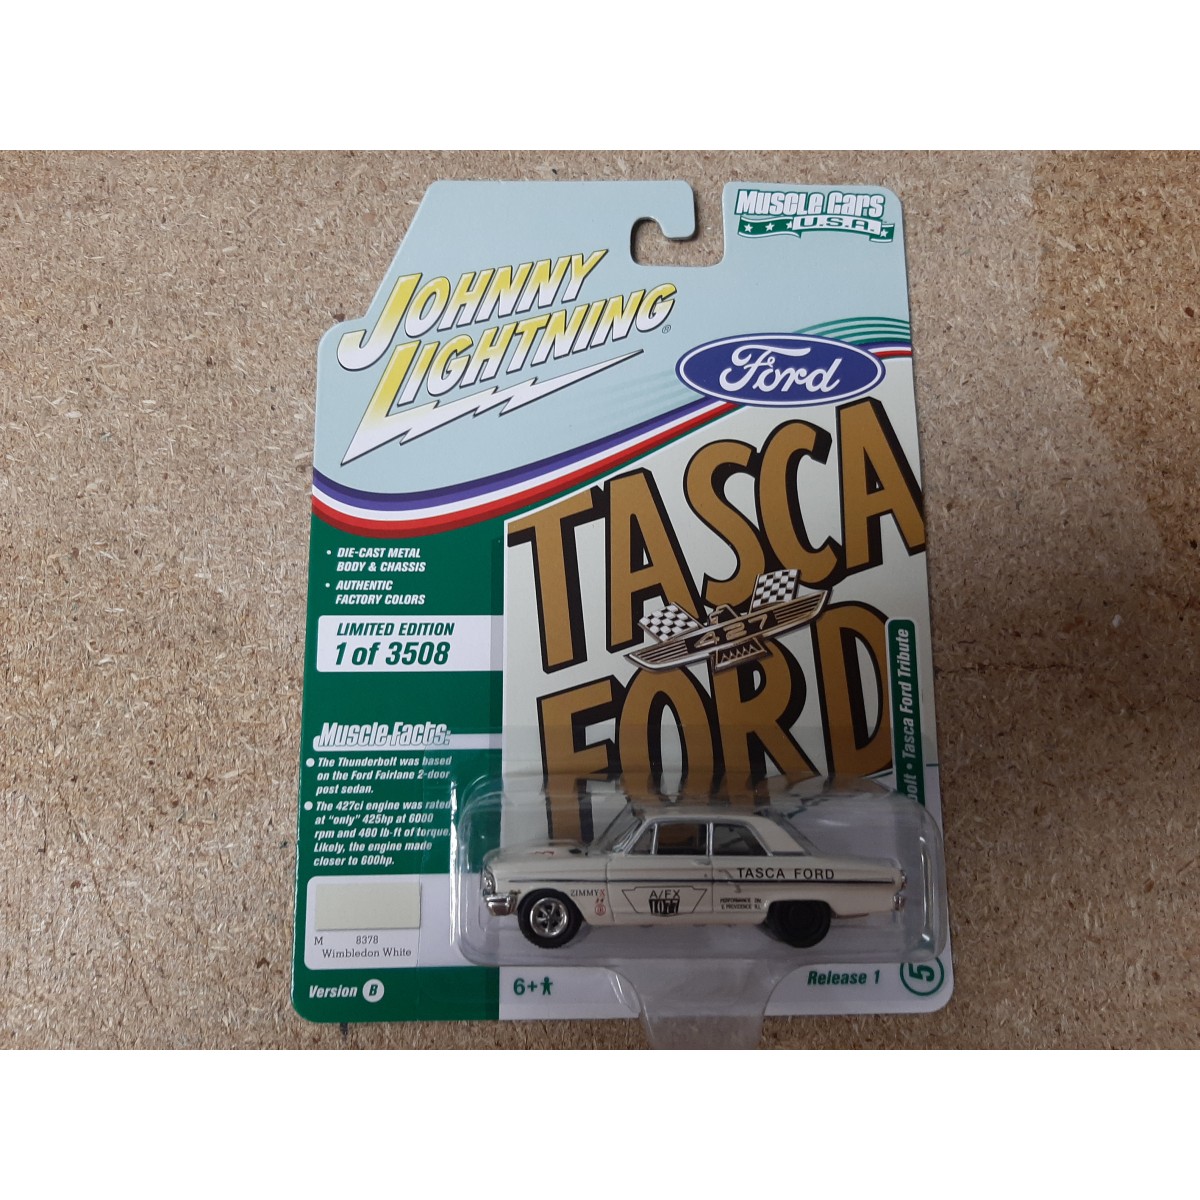 Muscle Cars
U.S.A.
JOHNNY
LIGHTNING®
Ford
TASCA
427
FORD
• DIE-CAST METAL
BODY & CHASSIS
• AUTHENTIC
FACTORY COLORS
LIMITED EDITION
1 of 3508
Muscle Facts:
• The Thunderbolt was based
on the Ford Fairlane 2-door
post sedan.
• The 427ci engine was rated
at "only" 425hp at 6000
rpm and 480 lb-ft of torque.
Likely, the engine made
closer to 600hp.
• Tasca Ford Tribute
TASCA FORD
A/FX
1077
M 8378
Wimbledon White
Version B
6+
Release 1
5